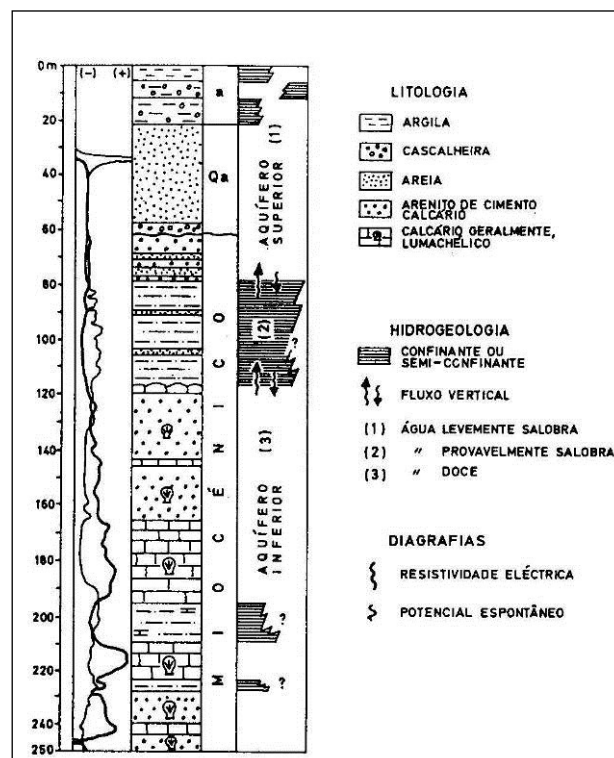 0m
20
40
60
80
100
120
140
160
180
200
220
240
250
(-) (+)
a
Qa
MIOCÉNICO
(1)
AQUÍFERO
SUPERIOR
(2)
?
(3)
AQUÍFERO
INFERIOR
?
?
LITOLOGIA
ARGILA
CASCALHEIRA
AREIA
ARENITO DE CIMENTO
CALCÁRIO
CALCÁRIO GERALMENTE,
LUMACHÉLICO
HIDROGEOLOGIA
CONFINANTE OU
SEMI-CONFINANTE
FLUXO VERTICAL
(1) ÁGUA LEVEMENTE SALOBRA
(2) " PROVAVELMENTE SALOBRA
(3) " DOCE
DIAGRAFIAS
RESISTIVIDADE ELÉCTRICA
POTENCIAL ESPONTÂNEO